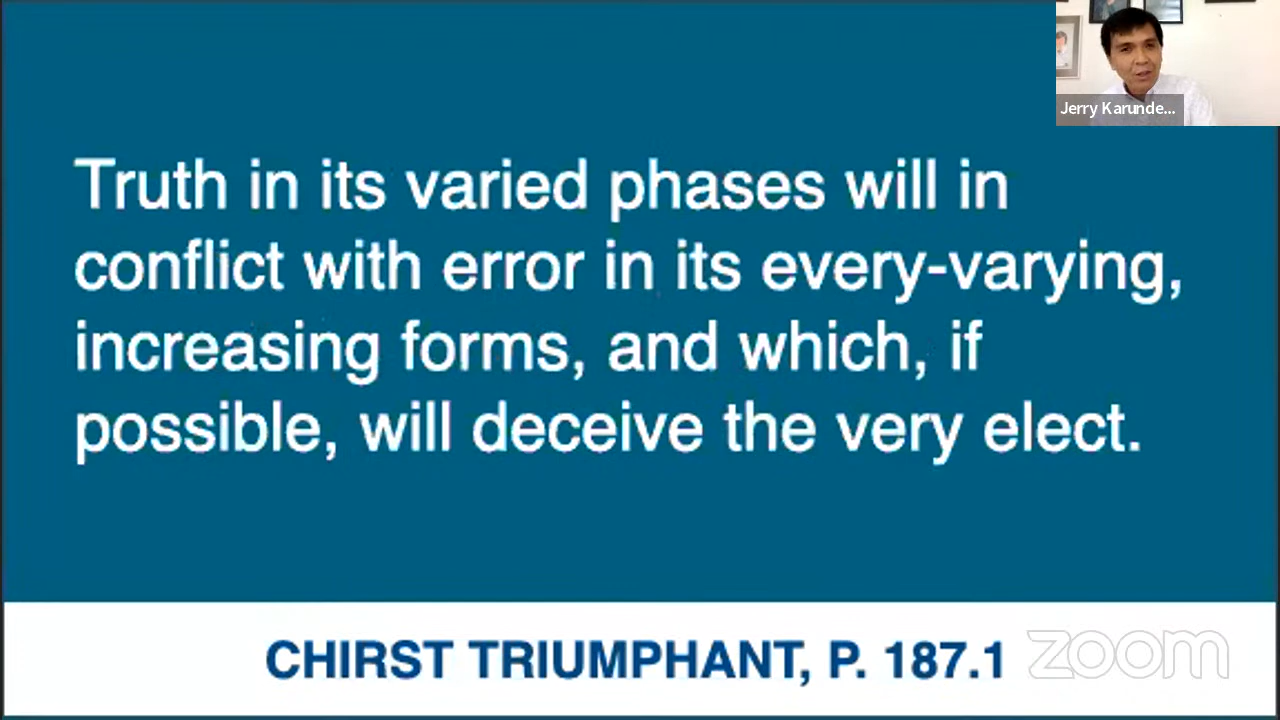 Jerry Karunde...
Truth in its varied phases will in
conflict with error in its every-varying,
increasing forms, and which, if
possible, will deceive the very elect.
CHIRST TRIUMPHANT, P. 187.1
zoom